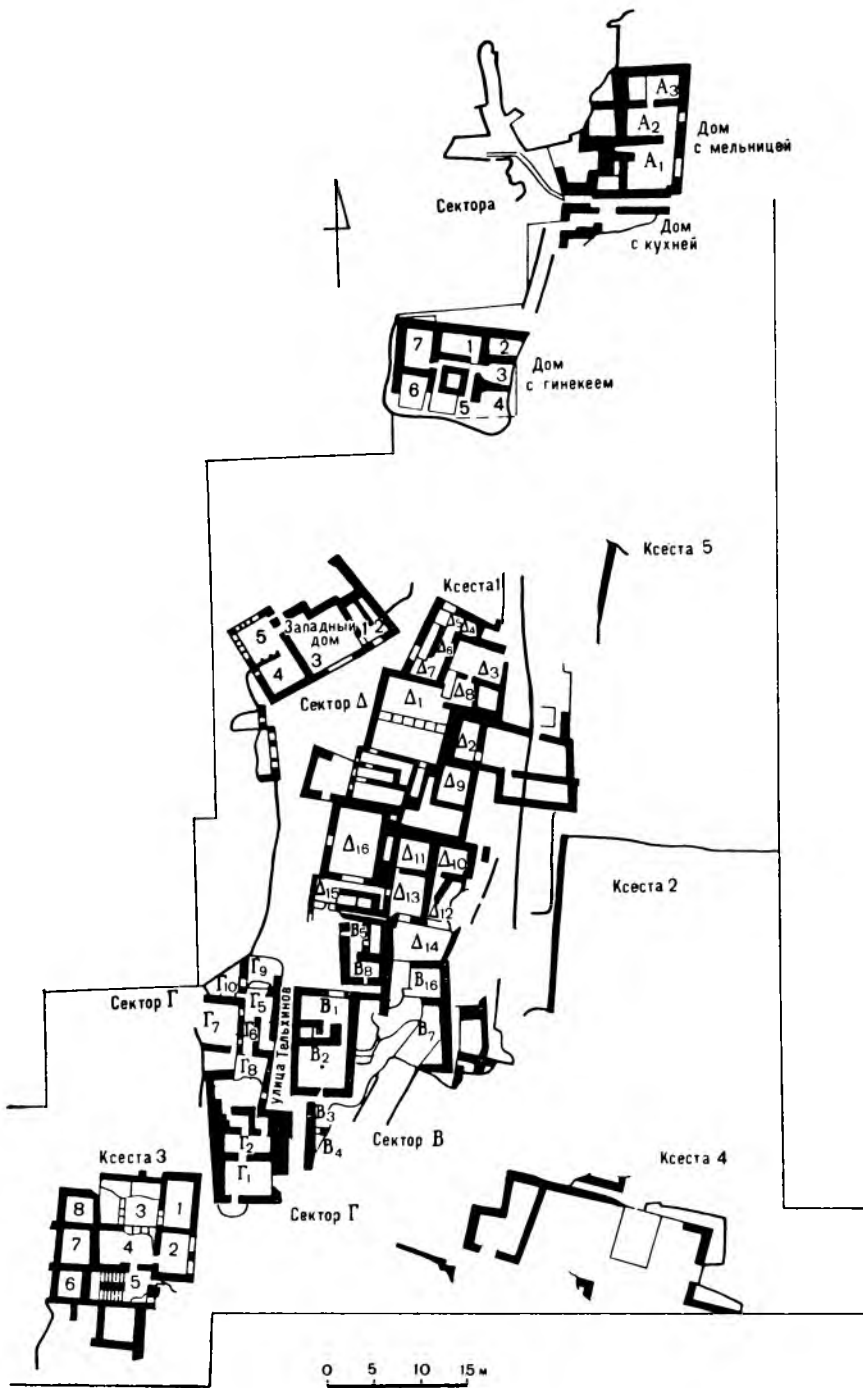 А3
А2
А1
Дом
с мельницей
Сектора
Дом
с кухней
7
1
2
3
6
5
4
Дом
с гинекеем
Ксеста 5
Ксеста 1
5
Западный
дом
1
2
3
4
Δ5
Δ4
Δ6
Δ7
Δ3
Δ8
Сектор Δ
Δ1
Δ2
Δ9
Δ16
Δ11
Δ10
Δ15
Δ13
Δ12
Ксеста 2
В5
Δ14
В8
В16
Г9
Г10
Сектор Г
Г5
В1
Г7
Г6
улица Тельхинов
В7
В2
Г8
В3
В4
Сектор В
Г2
Г1
Сектор Г
Ксеста 3
Ксеста 4
8
3
1
7
4
2
6
5
0 5 10 15 м